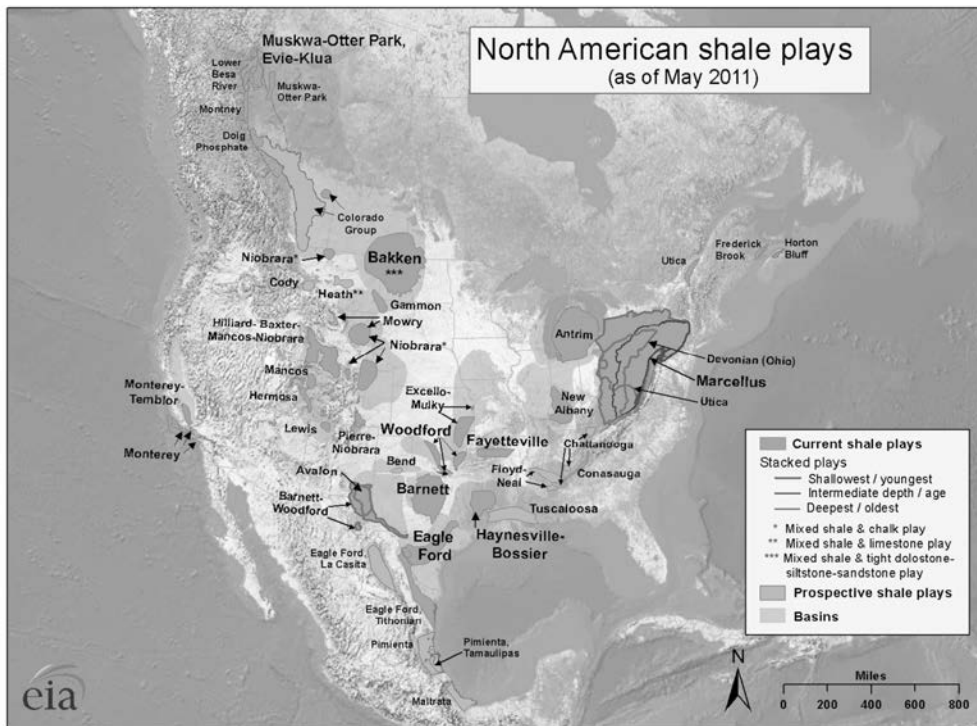 North American shale plays
(as of May 2011)
Muskwa-Otter Park,
Evie-Klua
Lower
Besa
River
Muskwa-
Otter Park
Montney
Doig
Phosphate
Colorado
Group
Niobrara*
Bakken
***
Cody
Heath**
Gammon
Mowry
Hilliard- Baxter-
Mancos-Niobrara
Niobrara*
Mancos
Hermosa
Excello-
Mulky
Monterey-
Temblor
Lewis
Pierre-
Niobrara
Woodford
Fayetteville
Monterey
Bend
Avalon
Barnett
Barnett-
Woodford
Eagle
Ford
Haynesville-
Bossier
Eagle Ford,
La Casita
Eagle Ford,
Tithonian
Pimienta
Pimienta,
Tamaulipas
Maltrata
Utica
Frederick
Brook
Horton
Bluff
Antrim
Devonian (Ohio)
Marcellus
Utica
New
Albany
Chattanooga
Floyd-
Neal
Conasauga
Tuscaloosa
Current shale plays
Stacked plays
Shallowest / youngest
Intermediate depth / age
Deepest / oldest
* Mixed shale & chalk play
** Mixed shale & limestone play
*** Mixed shale & tight dolostone-
siltstone-sandstone play
Prospective shale plays
Basins
N
Miles
0 200 400 600 800
eia